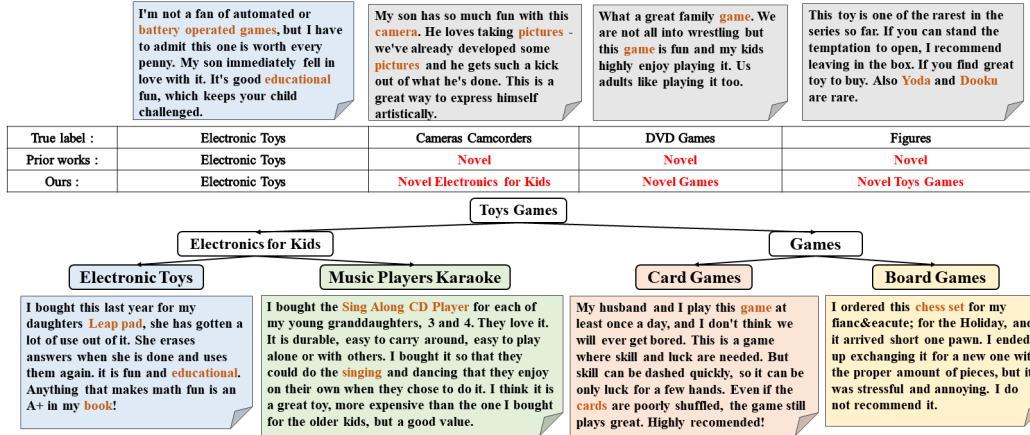 I'm not a fan of automated or
battery operated games, but I have
to admit this one is worth every
penny. My son immediately fell in
love with it. It's good educational
fun, which keeps your child
challenged.
My son has so much fun with this
camera. He loves taking pictures -
we've already developed some
pictures and he gets such a kick
out of what he's done. This is a
great way to express himself
artistically.
What a great family game. We
are not all into wrestling but
this game is fun and my kids
highly enjoy playing it. Us
adults like playing it too.
This toy is one of the rarest in the
series so far. If you can stand the
temptation to open, I recommend
leaving in the box. If you find great
toy to buy. Also Yoda and Dooku
are rare.
True label : Electronic Toys Cameras Camcorders DVD Games Figures
Prior works : Electronic Toys Novel Novel Novel
Ours : Electronic Toys Novel Electronics for Kids Novel Games Novel Toys Games
Toys Games
Electronics for Kids Games
Electronic Toys Music Players Karaoke Card Games Board Games
I bought this last year for my
daughters Leap pad, she has gotten a
lot of use out of it. She erases
answers when she is done and uses
them again. it is fun and educational.
Anything that makes math fun is an
A+ in my book!
I bought the Sing Along CD Player for each of
my young granddaughters, 3 and 4. They love it.
It is durable, easy to carry around, easy to play
alone or with others. I bought it so that they
could do the singing and dancing that they enjoy
on their own when they chose to do it. I think it is
a great toy, more expensive than the one I bought
for the older kids, but a good value.
My husband and I play this game at
least once a day, and I don't think we
will ever get bored. This is a game
where skill and luck are needed. But
skill can be dashed quickly, so it can be
only luck for a few hands. Even if the
cards are poorly shuffled, the game still
plays great. Highly recomended!
I ordered this chess set for my
fianc&eacute; for the Holiday, and
it arrived short one pawn. I ended
up exchanging it for a new one with
the proper amount of pieces, but it
was stressful and annoying. I do
not recommend it.